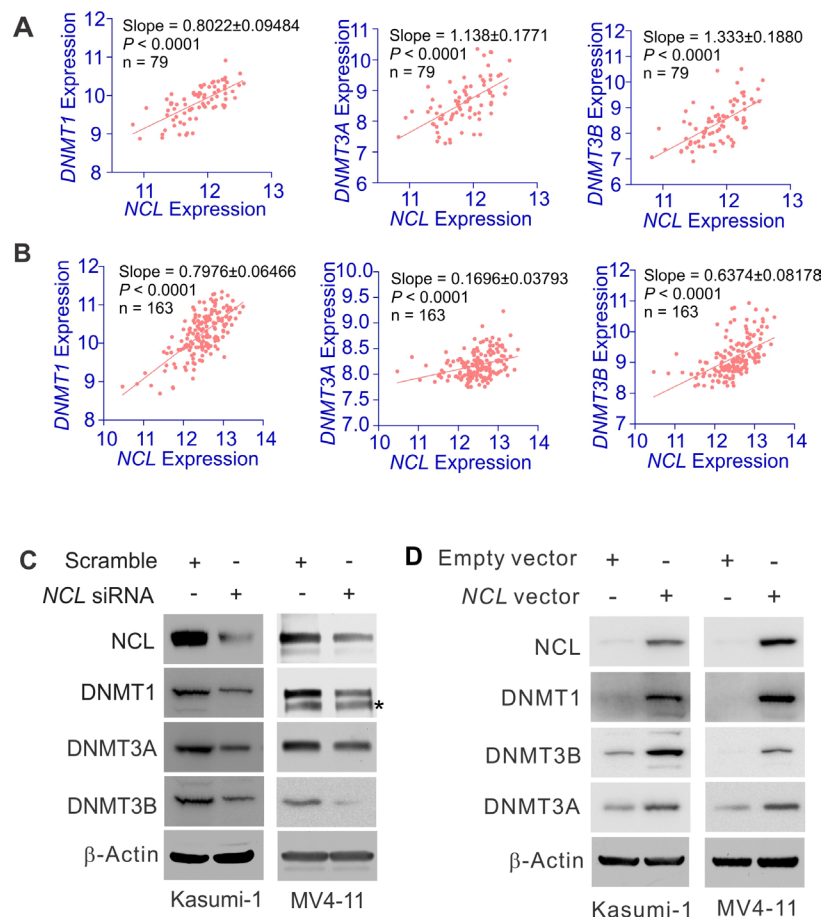 A
Slope = 0.8022±0.09484
P < 0.0001
n = 79
DNMT1 Expression
12
11
10
9
8
11 12 13
NCL Expression
Slope = 1.138±0.1771
P < 0.0001
n = 79
DNMT3A Expression
12
11
10
9
8
7
6
11 12 13
NCL Expression
Slope = 1.333±0.1880
P < 0.0001
n = 79
DNMT3B Expression
12
11
10
9
8
7
6
11 12 13
NCL Expression
B
Slope = 0.7976±0.06466
P < 0.0001
n = 163
DNMT1 Expression
12
11
10
9
8
10 11 12 13 14
NCL Expression
Slope = 0.1696±0.03793
P < 0.0001
n = 163
DNMT3A Expression
10.0
9.5
9.0
8.5
8.0
7.5
7.0
10 11 12 13 14
NCL Expression
Slope = 0.6374±0.08178
P < 0.0001
n = 163
DNMT3B Expression
12
11
10
9
8
7
10 11 12 13 14
NCL Expression
C
Scramble + - + -
NCL siRNA - + - +
NCL
DNMT1
*
DNMT3A
DNMT3B
β-Actin
Kasumi-1 MV4-11
D
Empty vector + - + -
NCL vector - + - +
NCL
DNMT1
DNMT3B
DNMT3A
β-Actin
Kasumi-1 MV4-11